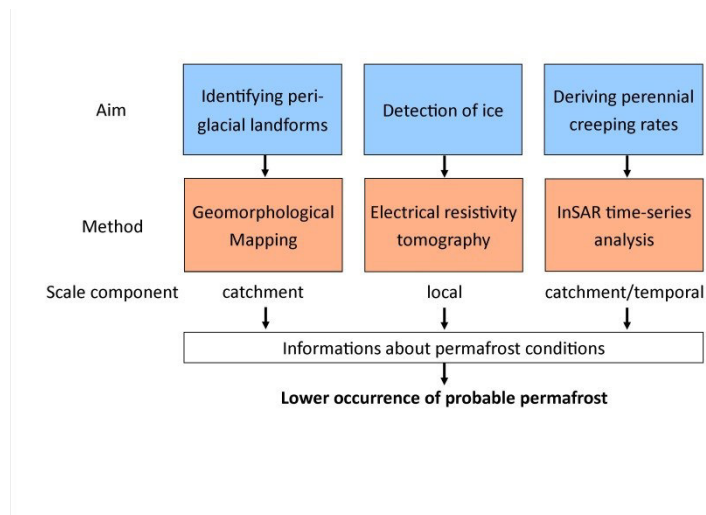 Aim
Identifying peri-
glacial landforms
Detection of ice
Deriving perennial
creeping rates
Method
Geomorphological
Mapping
Electrical resistivity
tomography
InSAR time-series
analysis
Scale component
catchment
local
catchment/temporal
Informations about permafrost conditions
Lower occurrence of probable permafrost